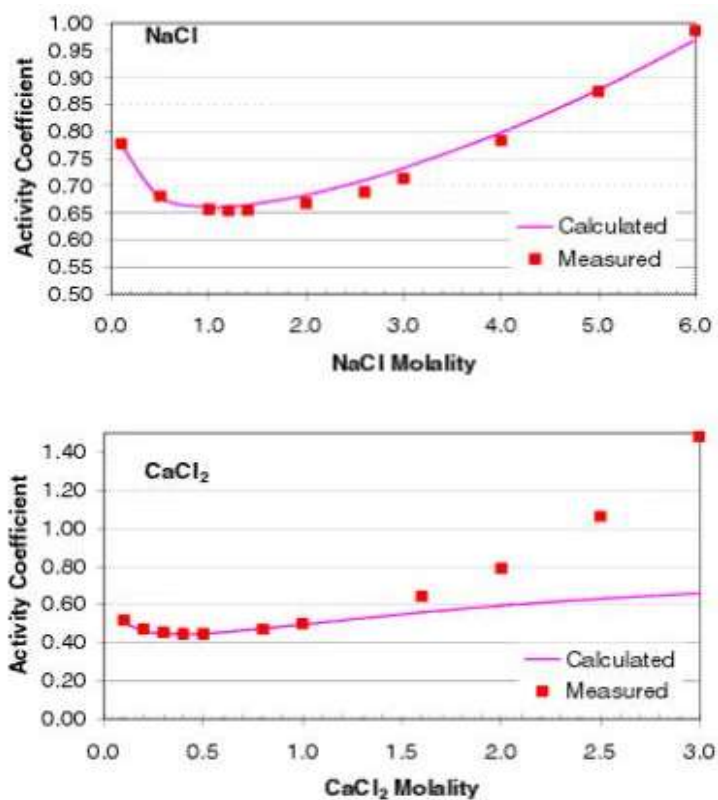 NaCl
1.00
0.95
0.90
0.85
0.80
0.75
0.70
0.65
0.60
0.55
0.50
Activity Coefficient
Calculated
Measured
0.0 1.0 2.0 3.0 4.0 5.0 6.0
NaCl Molality
CaCl₂
1.40
1.20
1.00
0.80
0.60
0.40
0.20
0.00
Activity Coefficient
Calculated
Measured
0.0 0.5 1.0 1.5 2.0 2.5 3.0
CaCl₂ Molality